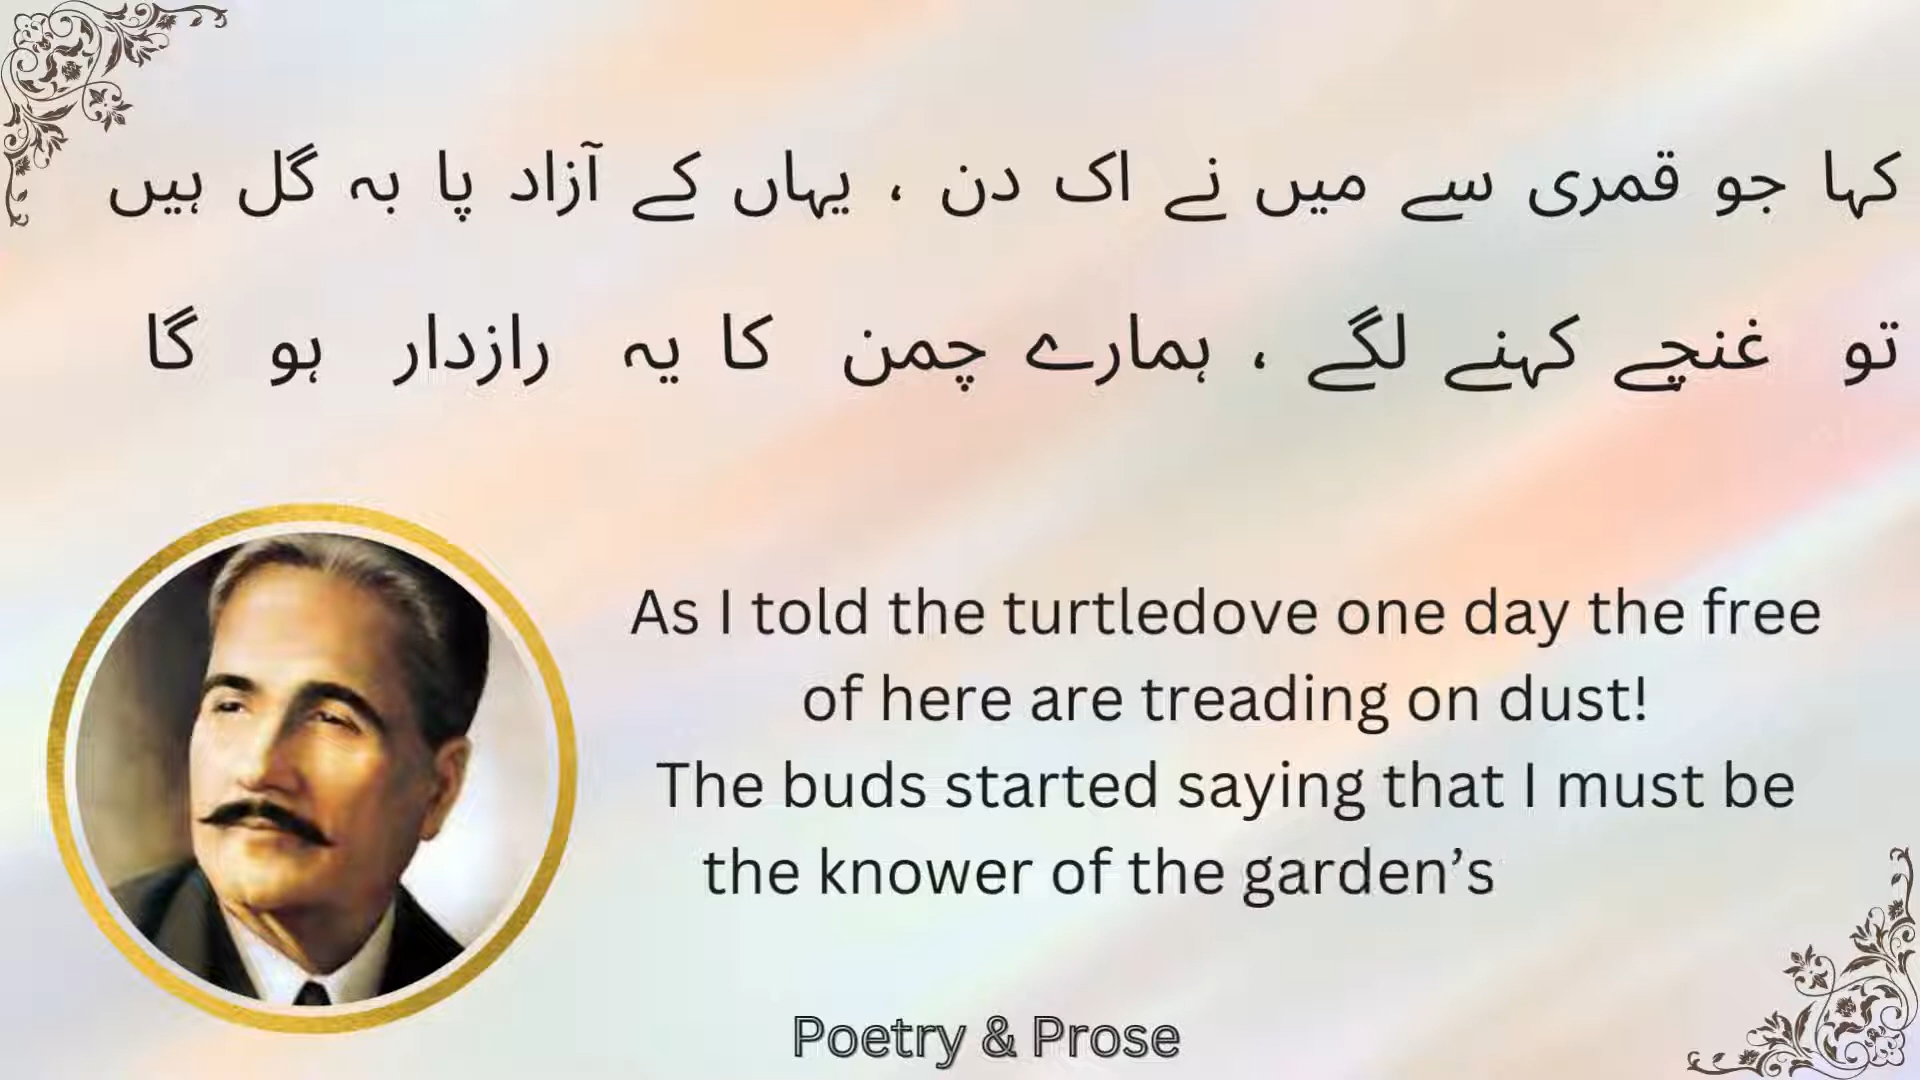 کہا جو قمری سے میں نے اک دن ، یہاں کے آزاد پا بہ گل ہیں
تو غنچے کہنے لگے ، ہمارے چمن کا یہ رازدار ہو گا
As I told the turtledove one day the free
of here are treading on dust!
The buds started saying that I must be
the knower of the garden’s
Poetry & Prose